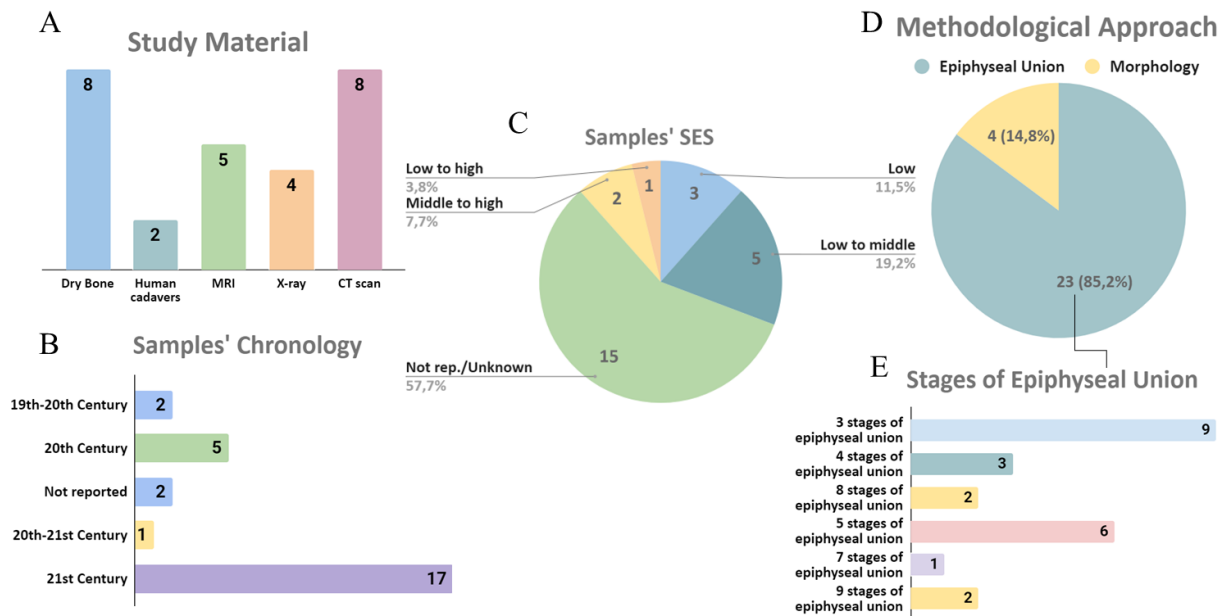 A
Study Material
8
2
5
4
8
Dry Bone
Human
cadavers
MRI
X-ray
CT scan
B
Samples' Chronology
19th-20th Century
2
20th Century
5
Not reported
2
20th-21st Century
1
21st Century
17
C
Samples' SES
Low to high
3,8%
Middle to high
7,7%
Not rep./Unknown
57,7%
Low
11,5%
Low to middle
19,2%
1
2
3
5
15
D
Methodological Approach
Epiphyseal Union
Morphology
4 (14,8%)
23 (85,2%)
E
Stages of Epiphyseal Union
3 stages of
epiphyseal union
9
4 stages of
epiphyseal union
3
8 stages of
epiphyseal union
2
5 stages of
epiphyseal union
6
7 stages of
epiphyseal union
1
9 stages of
epiphyseal union
2